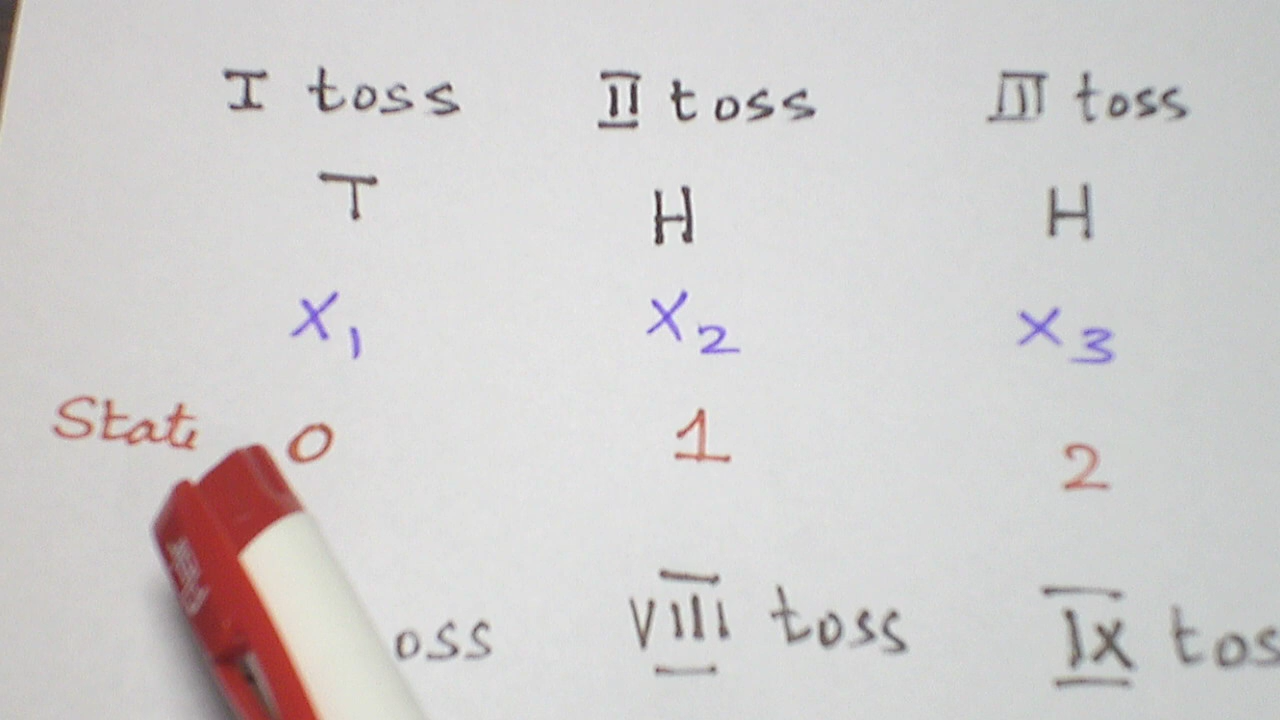 I toss II toss III toss
T H H
X1 X2 X3
State 0 1 2
oss VIII toss IX tos